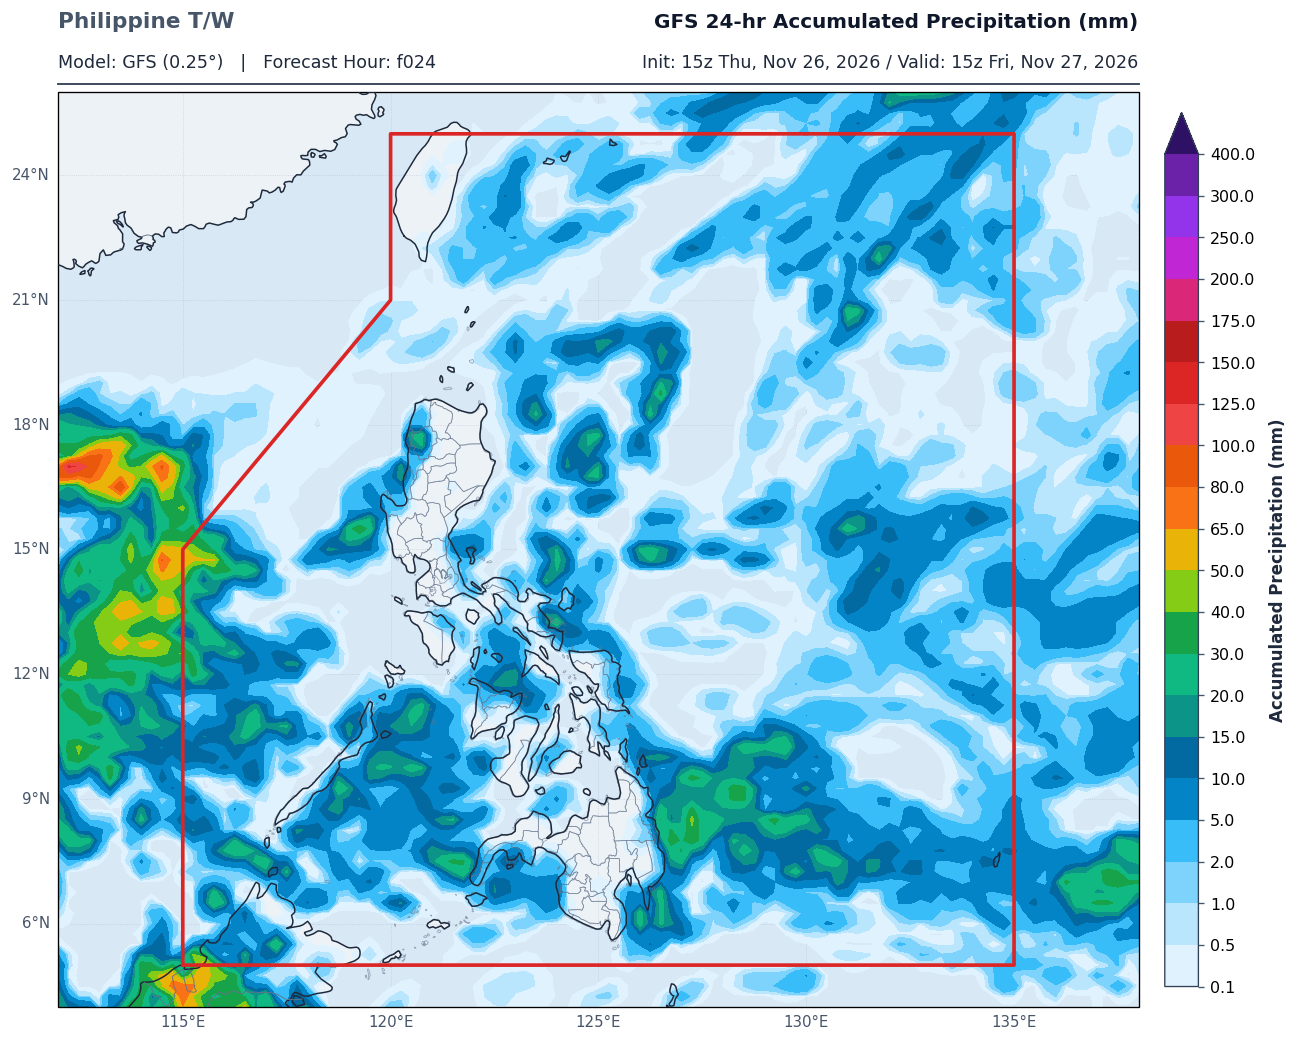 Philippine T/W
GFS 24-hr Accumulated Precipitation (mm)
Model: GFS (0.25°) | Forecast Hour: f024
Init: 15z Thu, Nov 26, 2026 / Valid: 15z Fri, Nov 27, 2026
24°N
21°N
18°N
15°N
12°N
9°N
6°N
115°E
120°E
125°E
130°E
135°E
400.0
300.0
250.0
200.0
175.0
150.0
125.0
100.0
80.0
65.0
50.0
40.0
30.0
20.0
15.0
10.0
5.0
2.0
1.0
0.5
0.1
Accumulated Precipitation (mm)